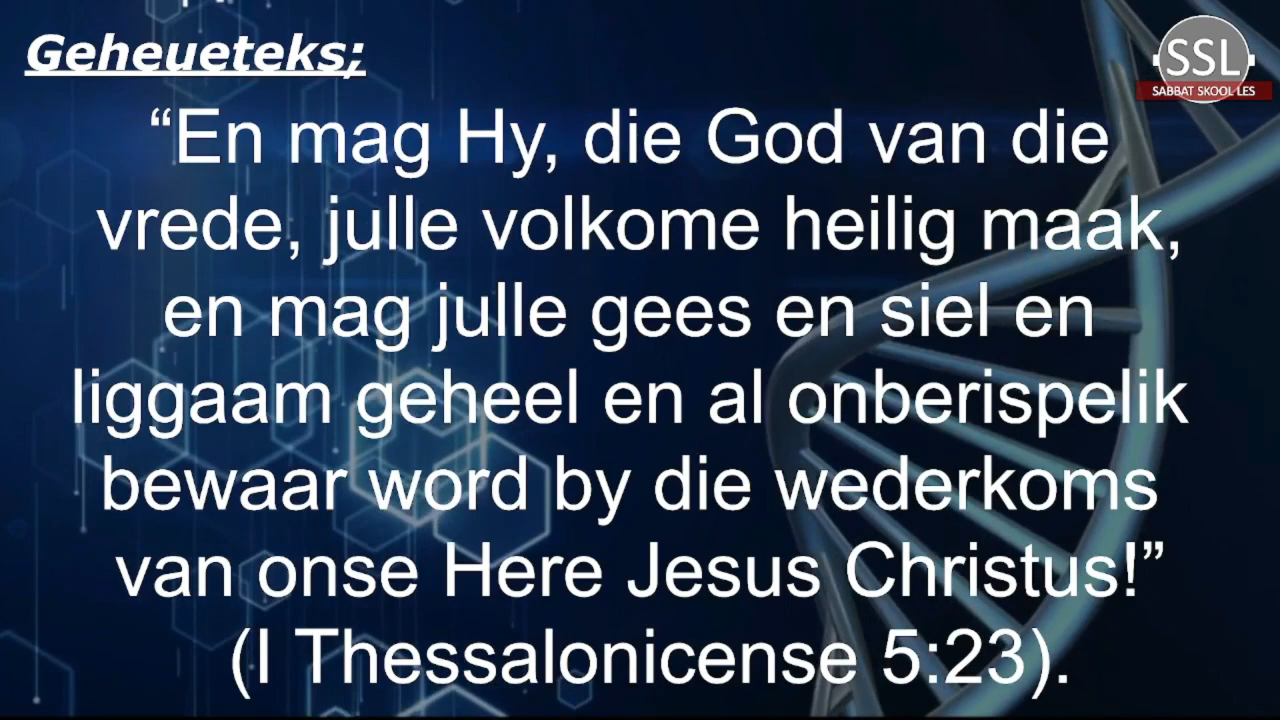 Geheueteks;
SSL
SABBAT SKOOL LES
“En mag Hy, die God van die
vrede, julle volkome heilig maak,
en mag julle gees en siel en
liggaam geheel en al onberispelik
bewaar word by die wederkoms
van onse Here Jesus Christus!”
(I Thessalonicense 5:23).